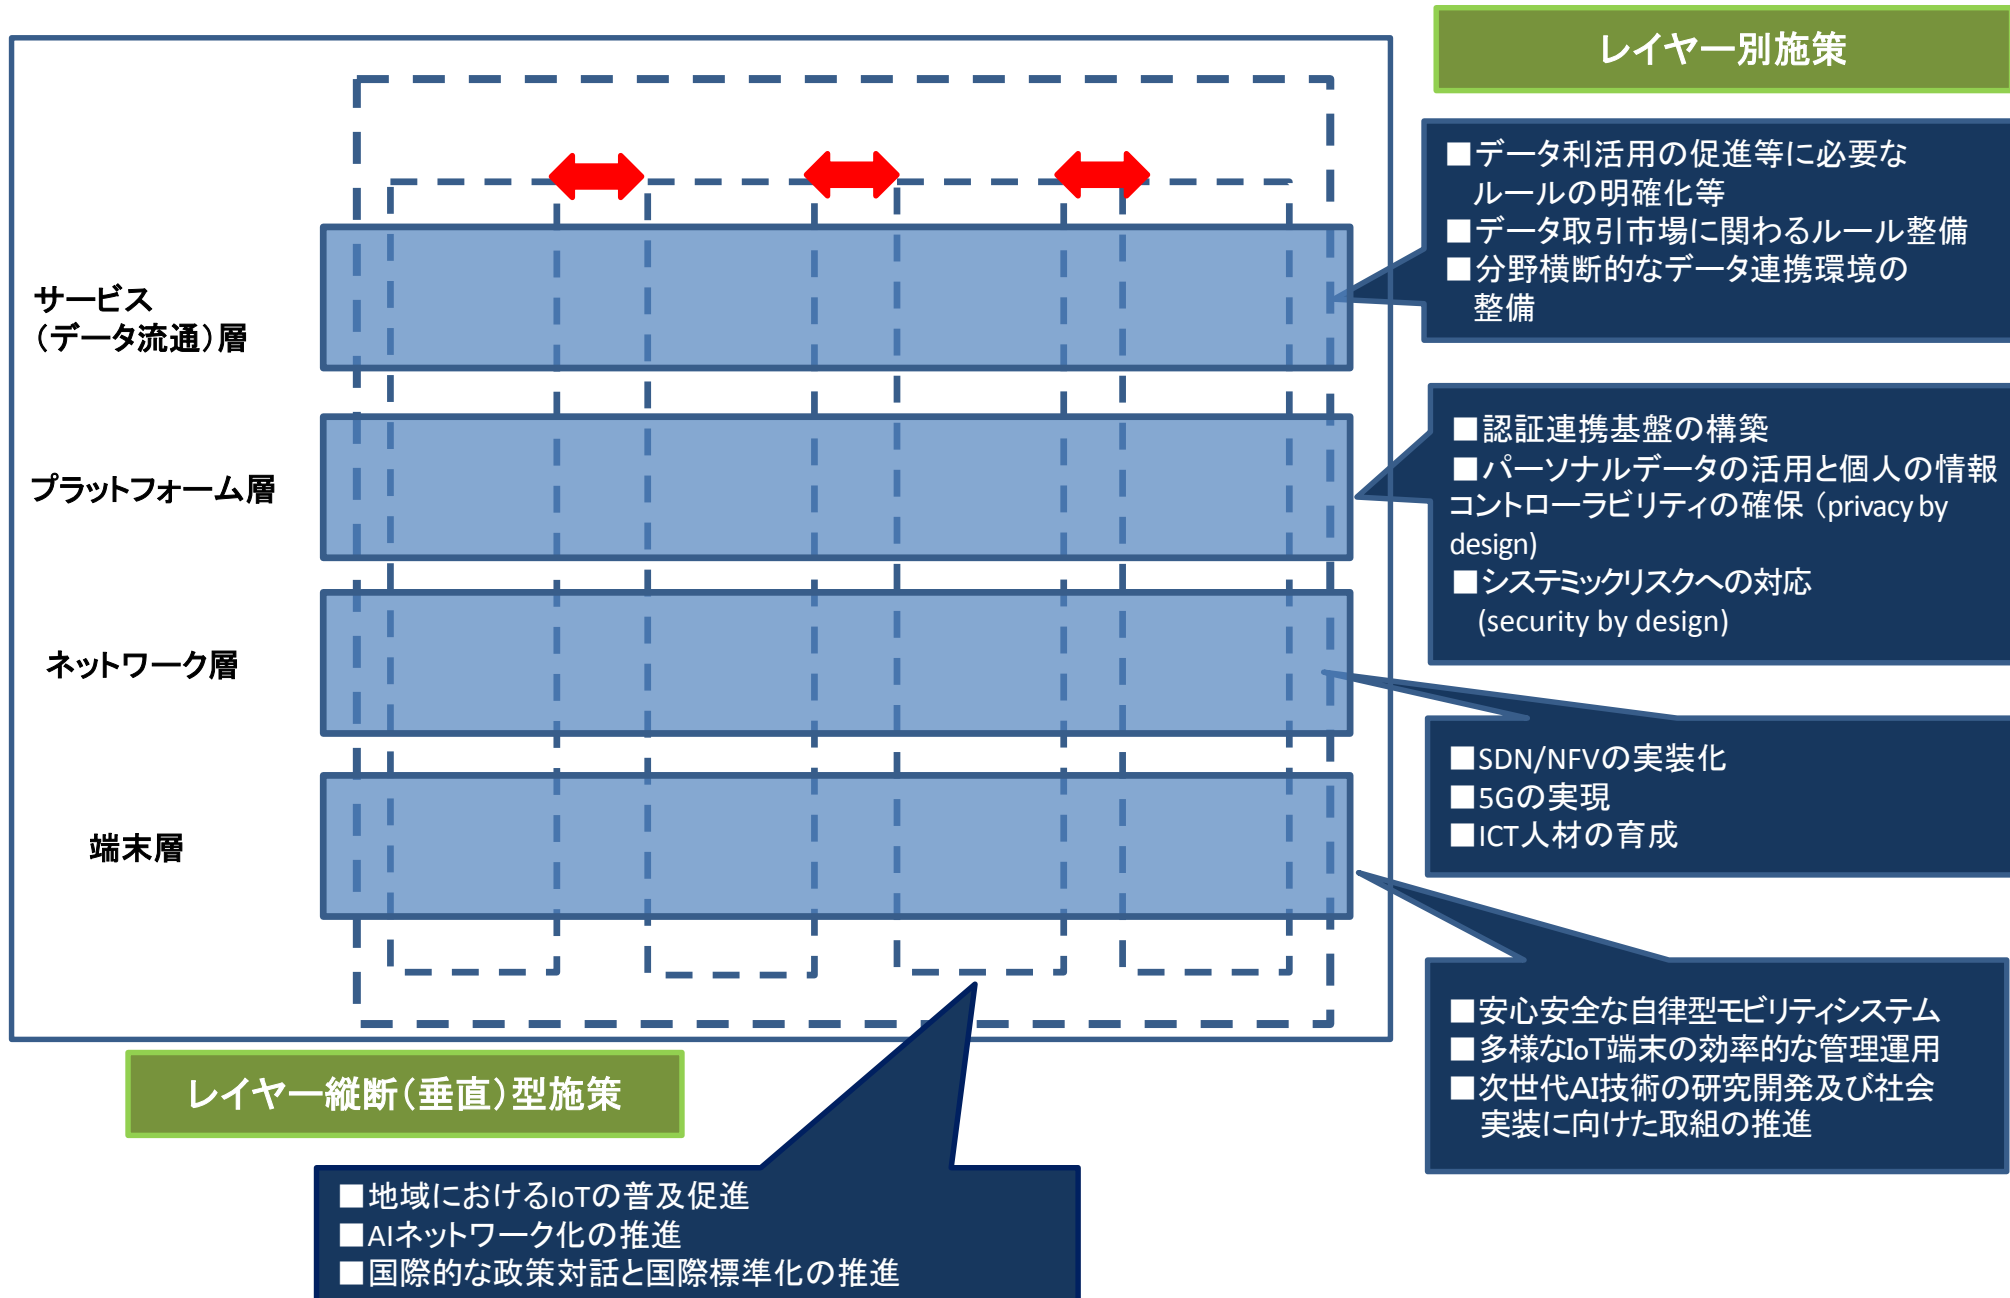 レイヤー別施策
サービス
（データ流通）層
プラットフォーム層
ネットワーク層
端末層
■データ利活用の促進等に必要な
ルールの明確化等
■データ取引市場に関わるルール整備
■分野横断的なデータ連携環境の
整備
■認証連携基盤の構築
■パーソナルデータの活用と個人の情報
コントローラビリティの確保（privacy by
design)
■システミックリスクへの対応
(security by design)
■SDN/NFVの実装化
■5Gの実現
■ICT人材の育成
■安心安全な自律型モビリティシステム
■多様なIoT端末の効率的な管理運用
■次世代AI技術の研究開発及び社会
実装に向けた取組の推進
レイヤー縦断（垂直）型施策
■地域におけるIoTの普及促進
■AIネットワーク化の推進
■国際的な政策対話と国際標準化の推進